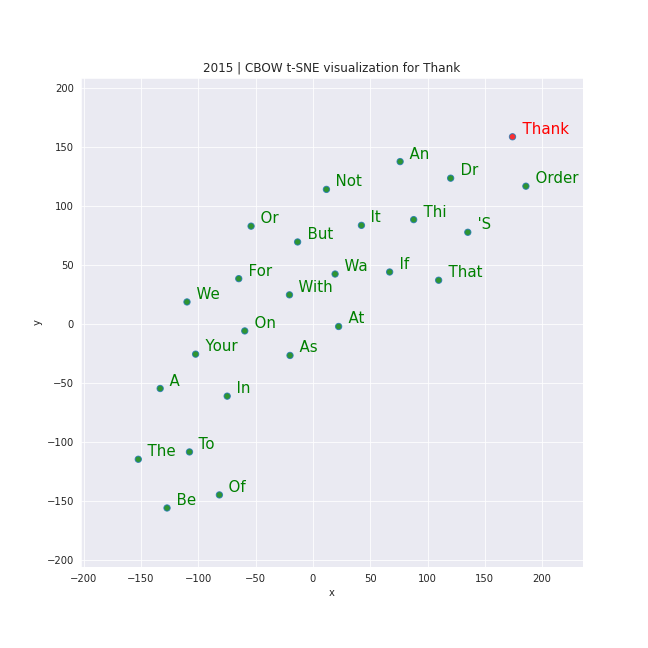 2015 | CBOW t-SNE visualization for Thank
200
Thank
150
An
Dr
Order
Not
100
Or
It
Thi
'S
But
50
For
Wa
If
That
With
We
0
On
At
Your
As
−50
A
In
−100
The
To
−150
Be
Of
−200
y
−200 −150 −100 −50 0 50 100 150 200
x